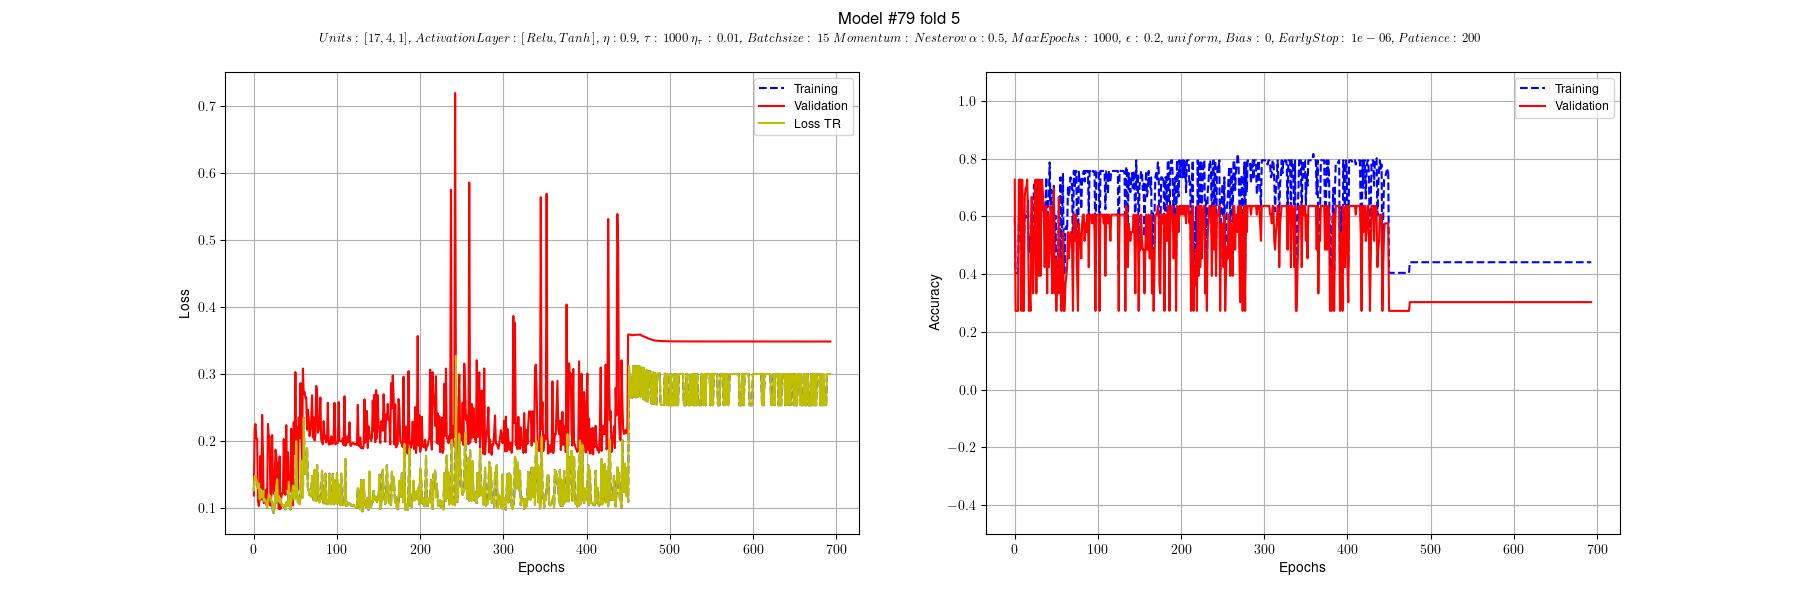 Model #79 fold 5
Units : [17, 4, 1], ActivationLayer : [Relu, Tanh], η : 0.9, τ : 1000 ητ : 0.01, Batchsize : 15 Momentum : Nesterov α : 0.5, MaxEpochs : 1000, ϵ : 0.2, uniform, Bias : 0, EarlyStop : 1e − 06, Patience : 200
Training
Validation
Loss TR
0.7
0.6
0.5
0.4
0.3
0.2
0.1
Loss
0 100 200 300 400 500 600 700
Epochs
Training
Validation
1.0
0.8
0.6
0.4
0.2
0.0
−0.2
−0.4
Accuracy
0 100 200 300 400 500 600 700
Epochs